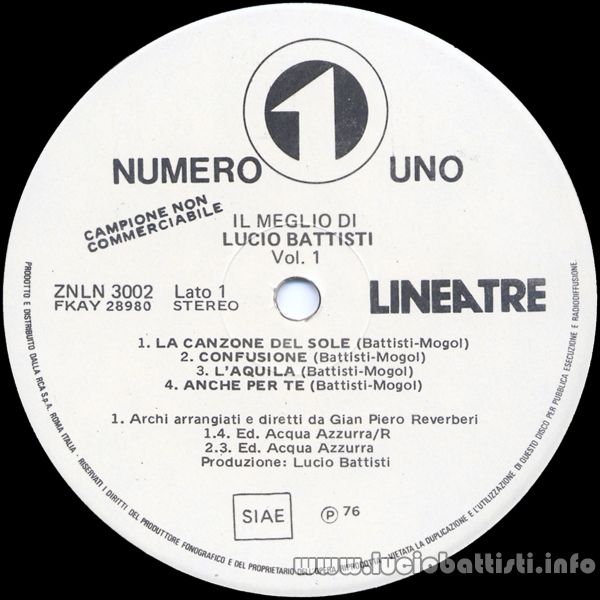 1
NUMERO UNO
CAMPIONE NON
COMMERCIABILE
IL MEGLIO DI
LUCIO BATTISTI
Vol. 1
ZNLN 3002 Lato 1
FKAY 28980 STEREO
LINEATRE
1. LA CANZONE DEL SOLE (Battisti-Mogol)
2. CONFUSIONE (Battisti-Mogol)
3. L'AQUILA (Battisti-Mogol)
4. ANCHE PER TE (Battisti-Mogol)
1. Archi arrangiati e diretti da Gian Piero Reverberi
1.4. Ed. Acqua Azzurra/R
2.3. Ed. Acqua Azzurra
Produzione: Lucio Battisti
SIAE
P 76
PRODOTTO E DISTRIBUITO DALLA RCA S.p.A. ROMA ITALIA - RISERVATI I DIRITTI DEL PRODUTTORE FONOGRAFICO E DEL PROPRIETARIO DELL'OPERA RIPRODOTTA - VIETATA LA DUPLICAZIONE E L'UTILIZZAZIONE DI QUESTO DISCO PER PUBBLICA ESECUZIONE E RADIODIFFUSIONE.
www.luciobattisti.info